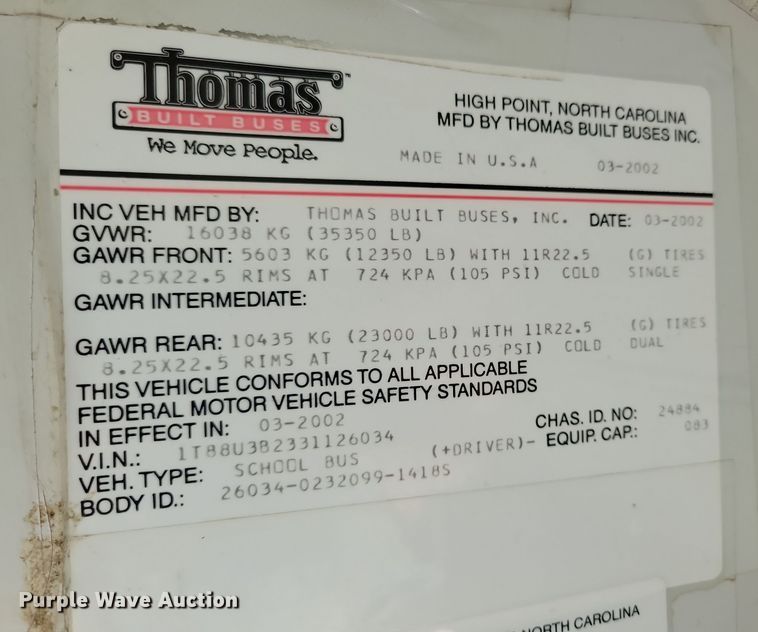 Thomas™
BUILT BUSES
We Move People.
HIGH POINT, NORTH CAROLINA
MFD BY THOMAS BUILT BUSES INC.
MADE IN U.S.A 03-2002
INC VEH MFD BY: THOMAS BUILT BUSES, INC. DATE: 03-2002
GVWR: 16038 KG (35350 LB)
GAWR FRONT: 5603 KG (12350 LB) WITH 11R22.5 (G) TIRES
8.25X22.5 RIMS AT 724 KPA (105 PSI) COLD SINGLE
GAWR INTERMEDIATE:
GAWR REAR: 10435 KG (23000 LB) WITH 11R22.5 (G) TIRES
8.25X22.5 RIMS AT 724 KPA (105 PSI) COLD DUAL
THIS VEHICLE CONFORMS TO ALL APPLICABLE
FEDERAL MOTOR VEHICLE SAFETY STANDARDS
IN EFFECT IN: 03-2002
V.I.N.: 1T88U3B2331126034
CHAS. ID. NO: 24884
VEH. TYPE: SCHOOL BUS (+DRIVER)- EQUIP. CAP.: 083
BODY ID.: 26034-0232099-1418S
NORTH CAROLINA
Purple Wave Auction